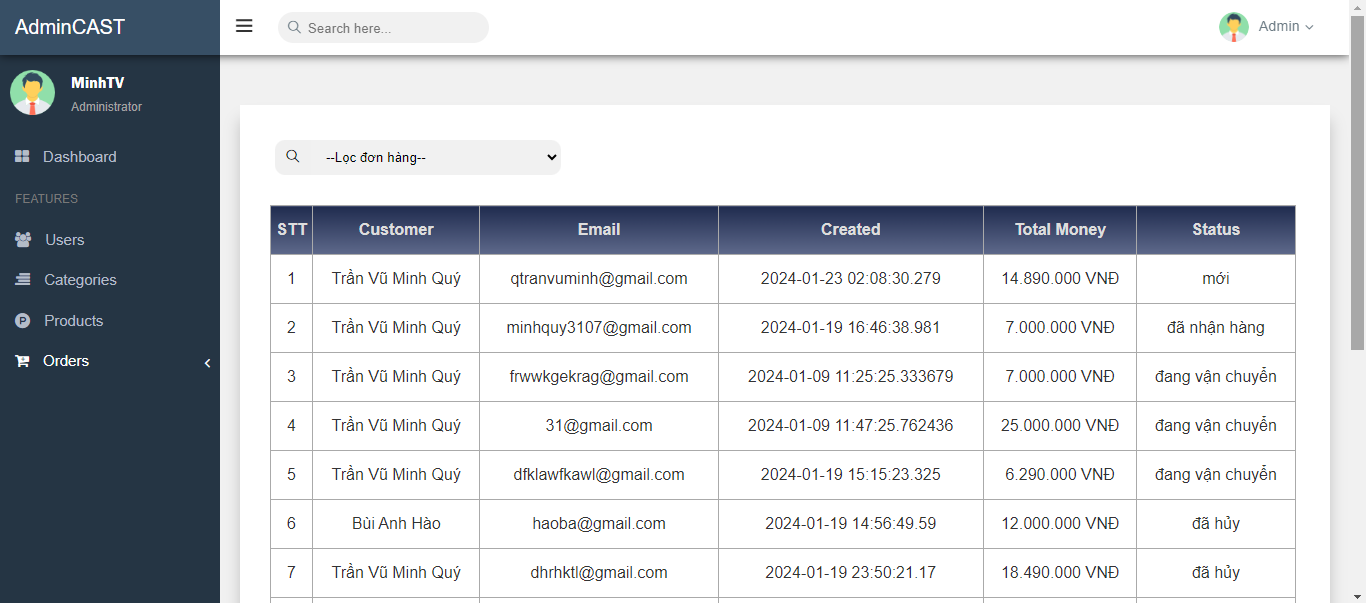 AdminCAST
Search here...
Admin
MinhTV
Administrator
Dashboard
FEATURES
Users
Categories
Products
Orders
--Lọc đơn hàng--
STT Customer Email Created Total Money Status
1 Trần Vũ Minh Quý qtranvuminh@gmail.com 2024-01-23 02:08:30.279 14.890.000 VNĐ mới
2 Trần Vũ Minh Quý minhquy3107@gmail.com 2024-01-19 16:46:38.981 7.000.000 VNĐ đã nhận hàng
3 Trần Vũ Minh Quý frwwkgekrag@gmail.com 2024-01-09 11:25:25.333679 7.000.000 VNĐ đang vận chuyển
4 Trần Vũ Minh Quý 31@gmail.com 2024-01-09 11:47:25.762436 25.000.000 VNĐ đang vận chuyển
5 Trần Vũ Minh Quý dfklawfkawl@gmail.com 2024-01-19 15:15:23.325 6.290.000 VNĐ đang vận chuyển
6 Bùi Anh Hào haoba@gmail.com 2024-01-19 14:56:49.59 12.000.000 VNĐ đã hủy
7 Trần Vũ Minh Quý dhrhktl@gmail.com 2024-01-19 23:50:21.17 18.490.000 VNĐ đã hủy